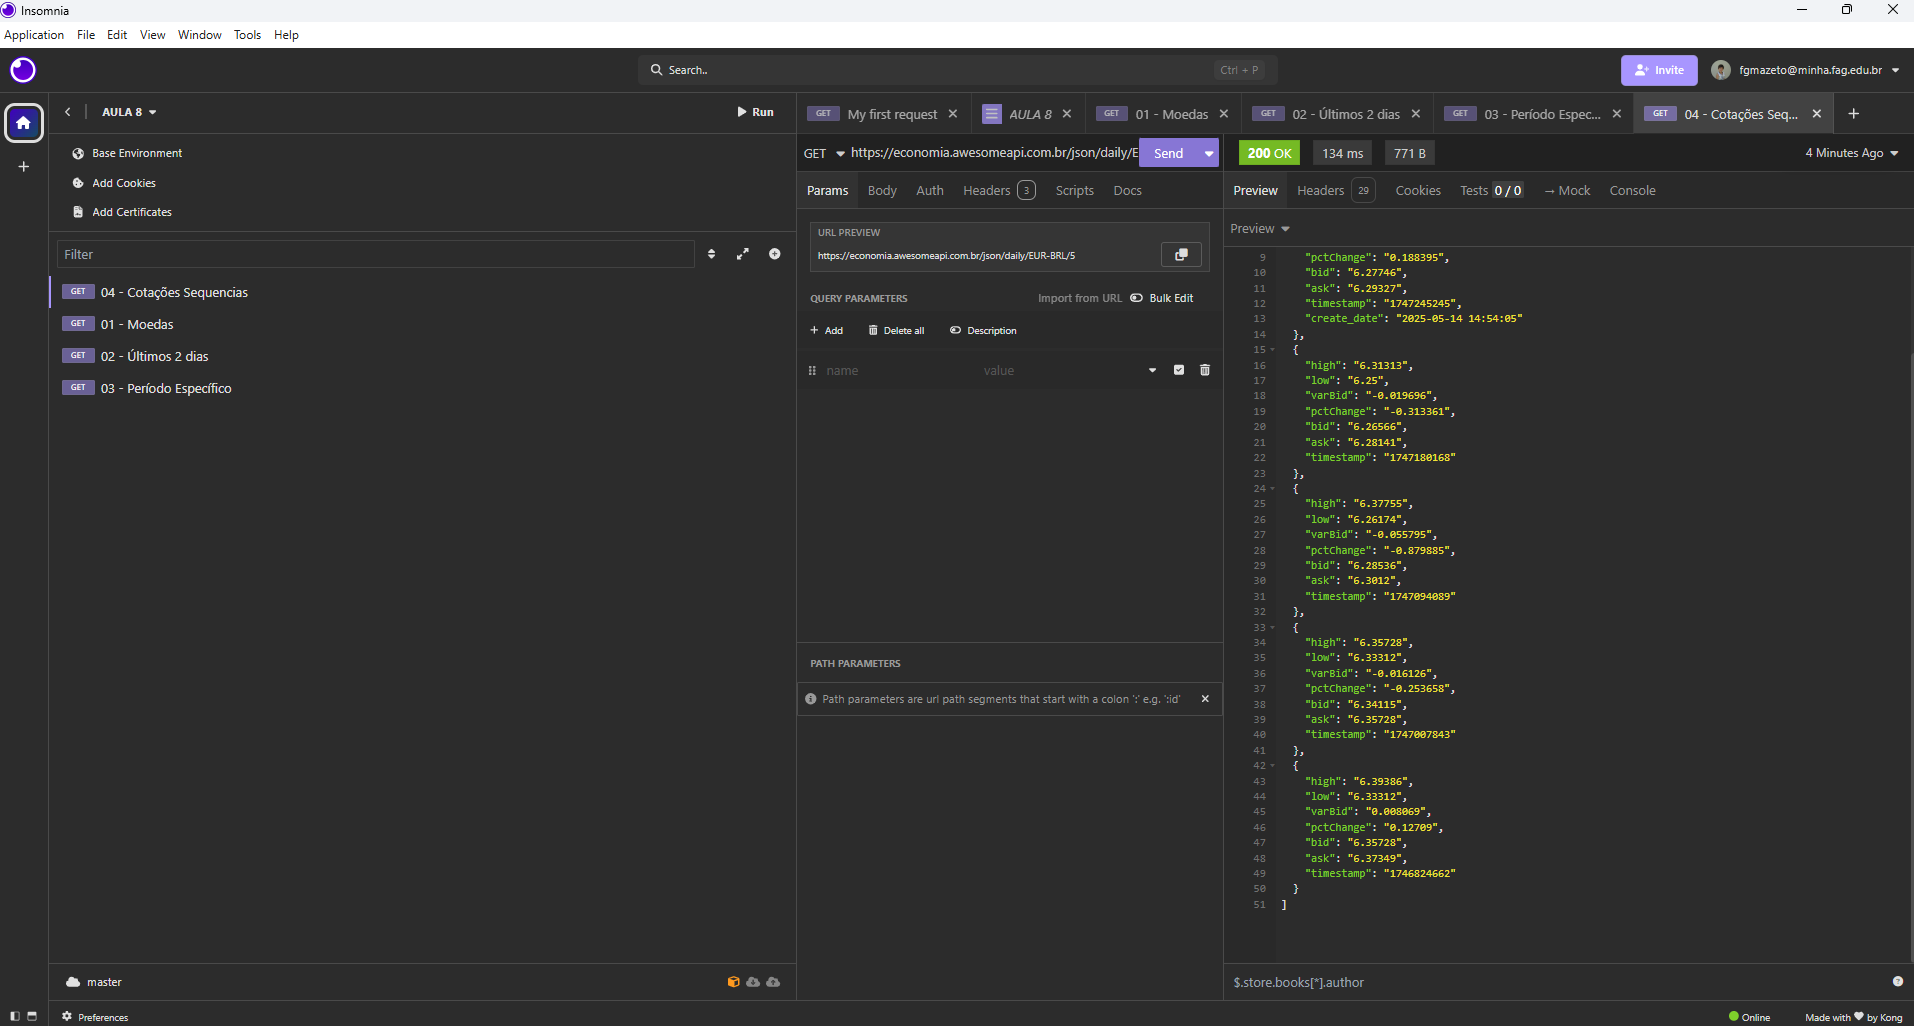 Insomnia
Application File Edit View Window Tools Help
Search.. Ctrl + P Invite fgmazeto@minha.fag.edu.br
AULA 8 Run
GET My first request AULA 8 GET 01 - Moedas GET 02 - Últimos 2 dias GET 03 - Período Espec... GET 04 - Cotações Seq...
Base Environment
Add Cookies
Add Certificates
Filter
GET 04 - Cotações Sequencias
GET 01 - Moedas
GET 02 - Últimos 2 dias
GET 03 - Período Específico
master
GET https://economia.awesomeapi.com.br/json/daily/E Send
Params Body Auth Headers 3 Scripts Docs
URL PREVIEW
https://economia.awesomeapi.com.br/json/daily/EUR-BRL/5
QUERY PARAMETERS Import from URL Bulk Edit
Add Delete all Description
name value
PATH PARAMETERS
Path parameters are url path segments that start with a colon ':' e.g. ':id'
200 OK 134 ms 771 B 4 Minutes Ago
Preview Headers 29 Cookies Tests 0 / 0 → Mock Console
Preview
9 "pctChange": "0.188395",
10 "bid": "6.27746",
11 "ask": "6.29327",
12 "timestamp": "1747245245",
13 "create_date": "2025-05-14 14:54:05"
14 },
15 {
16 "high": "6.31313",
17 "low": "6.25",
18 "varBid": "-0.019696",
19 "pctChange": "-0.313361",
20 "bid": "6.26566",
21 "ask": "6.28141",
22 "timestamp": "1747180168"
23 },
24 {
25 "high": "6.37755",
26 "low": "6.26174",
27 "varBid": "-0.055795",
28 "pctChange": "-0.879885",
29 "bid": "6.28536",
30 "ask": "6.3012",
31 "timestamp": "1747094089"
32 },
33 {
34 "high": "6.35728",
35 "low": "6.33312",
36 "varBid": "-0.016126",
37 "pctChange": "-0.253658",
38 "bid": "6.34115",
39 "ask": "6.35728",
40 "timestamp": "1747007843"
41 },
42 {
43 "high": "6.39386",
44 "low": "6.33312",
45 "varBid": "0.008069",
46 "pctChange": "0.12709",
47 "bid": "6.35728",
48 "ask": "6.37349",
49 "timestamp": "1746824662"
50 }
51 ]
$.store.books[*].author
Preferences Online Made with ❤ by Kong